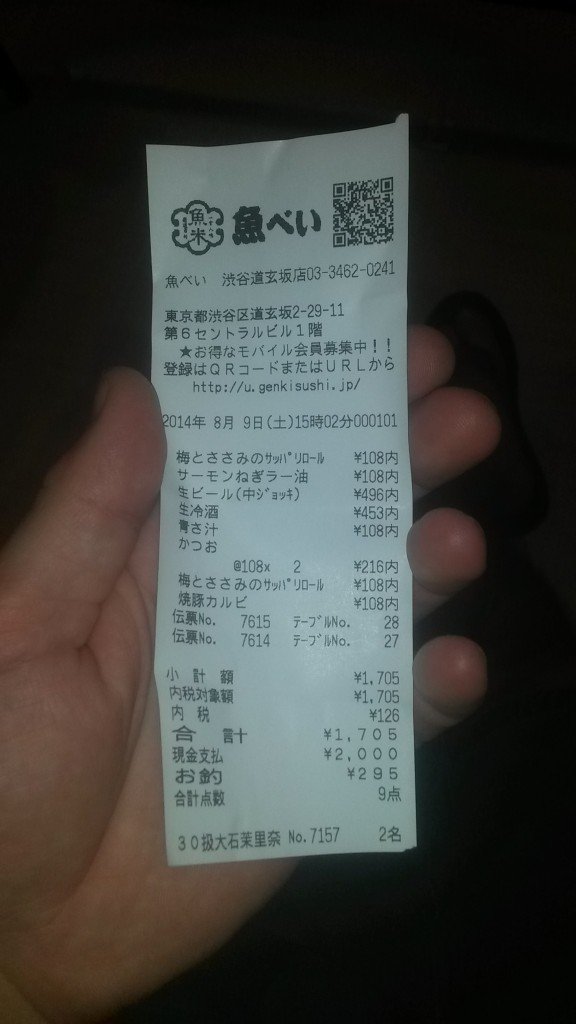 魚米
魚べい
魚べい 渋谷道玄坂店03-3462-0241
東京都渋谷区道玄坂2-29-11
第6セントラルビル1階
★お得なモバイル会員募集中!!
登録はQRコードまたはURLから
http://u.genkisushi.jp/
2014年 8月 9日(土)15時02分000101
梅とささみのサッパリロール ¥108内
サーモンねぎラー油 ¥108内
生ビール(中ジョッキ) ¥496内
生冷酒 ¥453内
青さ汁 ¥108内
かつお
@108x 2 ¥216内
梅とささみのサッパリロール ¥108内
焼豚カルビ ¥108内
伝票No. 7615 テーブルNo. 28
伝票No. 7614 テーブルNo. 27
小計額 ¥1,705
内税対象額 ¥1,705
内税 ¥126
合計 ¥1,705
現金支払 ¥2,000
お釣 ¥295
合計点数 9点
30扱大石茉里奈 No.7157 2名